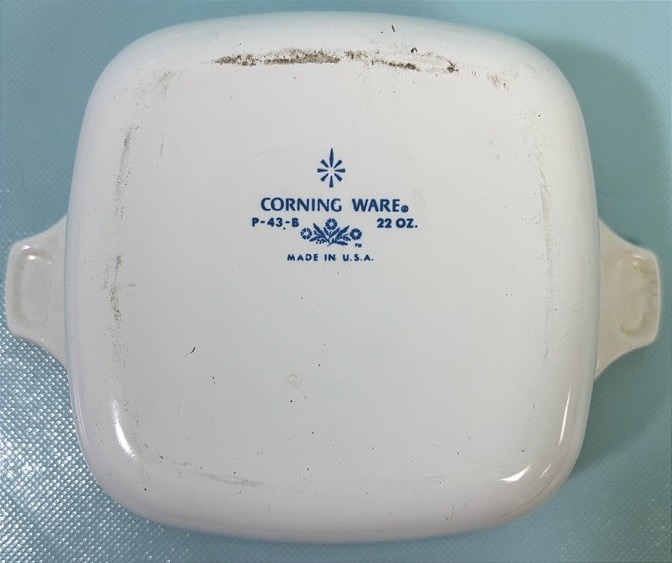 CORNING WARE®
P-43-B 22 OZ.
TM
MADE IN U.S.A.